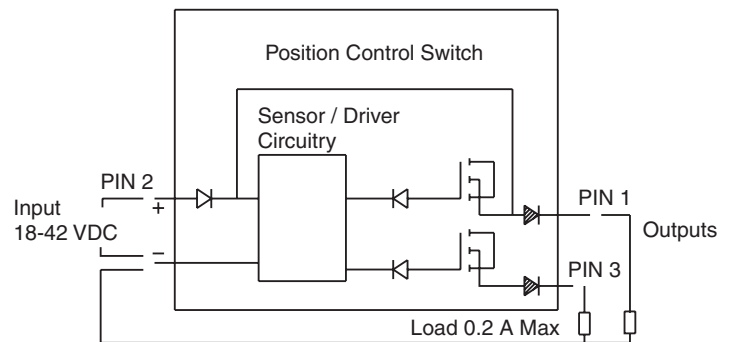 Position Control Switch
Sensor / Driver
Circuitry
PIN 2
+
Input
18-42 VDC
−
PIN 1
Outputs
PIN 3
Load 0.2 A Max